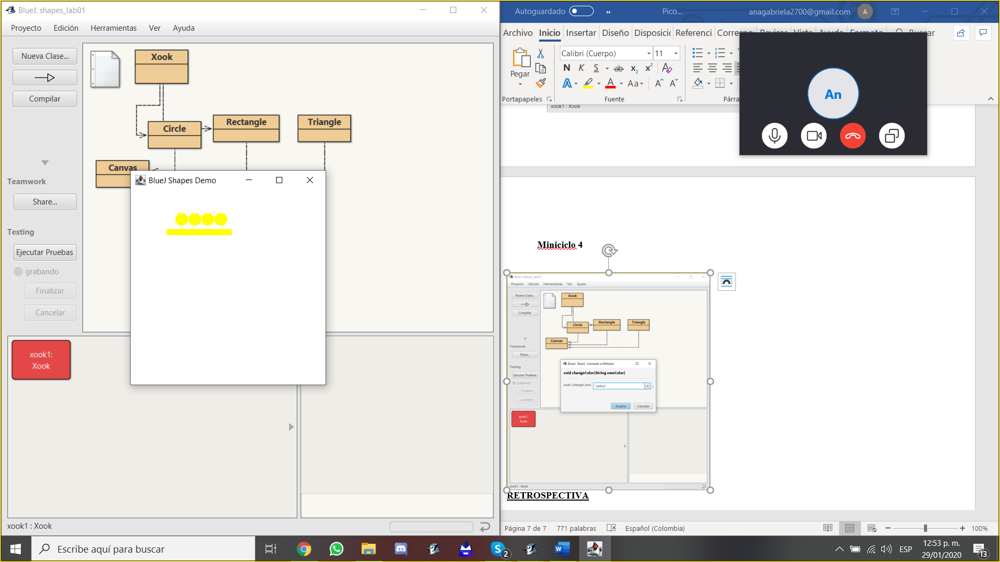 BlueJ: shapes_lab01
Proyecto Edición Herramientas Ver Ayuda
Nueva Clase...
Compilar
Teamwork
Share...
Testing
Ejecutar Pruebas
grabando
Finalizar
Cancelar
Xook
Circle
Rectangle
Triangle
Canvas
BlueJ Shapes Demo
xook1:
Xook
xook1 : Xook
Autoguardado
Pico...
anagabriela2700@gmail.com
A
Archivo Inicio Insertar Diseño Disposic Referenci
Buscar
Pegar
Calibri (Cuerpo) 11
N K S ab x₂ x²
A A Aa A A
Portapapeles Fuente Párra
xook1 : Xook
An
Miniciclo 4
BlueJ: shapes_lab01
Proyecto Edición Herramientas Ver Ayuda
Nueva Clase...
Compilar
Teamwork
Share...
Testing
Ejecutar Pruebas
grabando
Finalizar
Cancelar
Xook
Circle
Rectangle
Triangle
Canvas
BlueJ: BlueJ: Llamado a Método
void changeColor(String newColor)
xook1.changeColor( "yellow" )
Aceptar Cancelar
xook1:
Xook
xook1 : Xook
RETROSPECTIVA
Página 7 de 7 771 palabras Español (Colombia) 100%
Escribe aquí para buscar
2
ESP
12:53 p. m.
29/01/2020
13